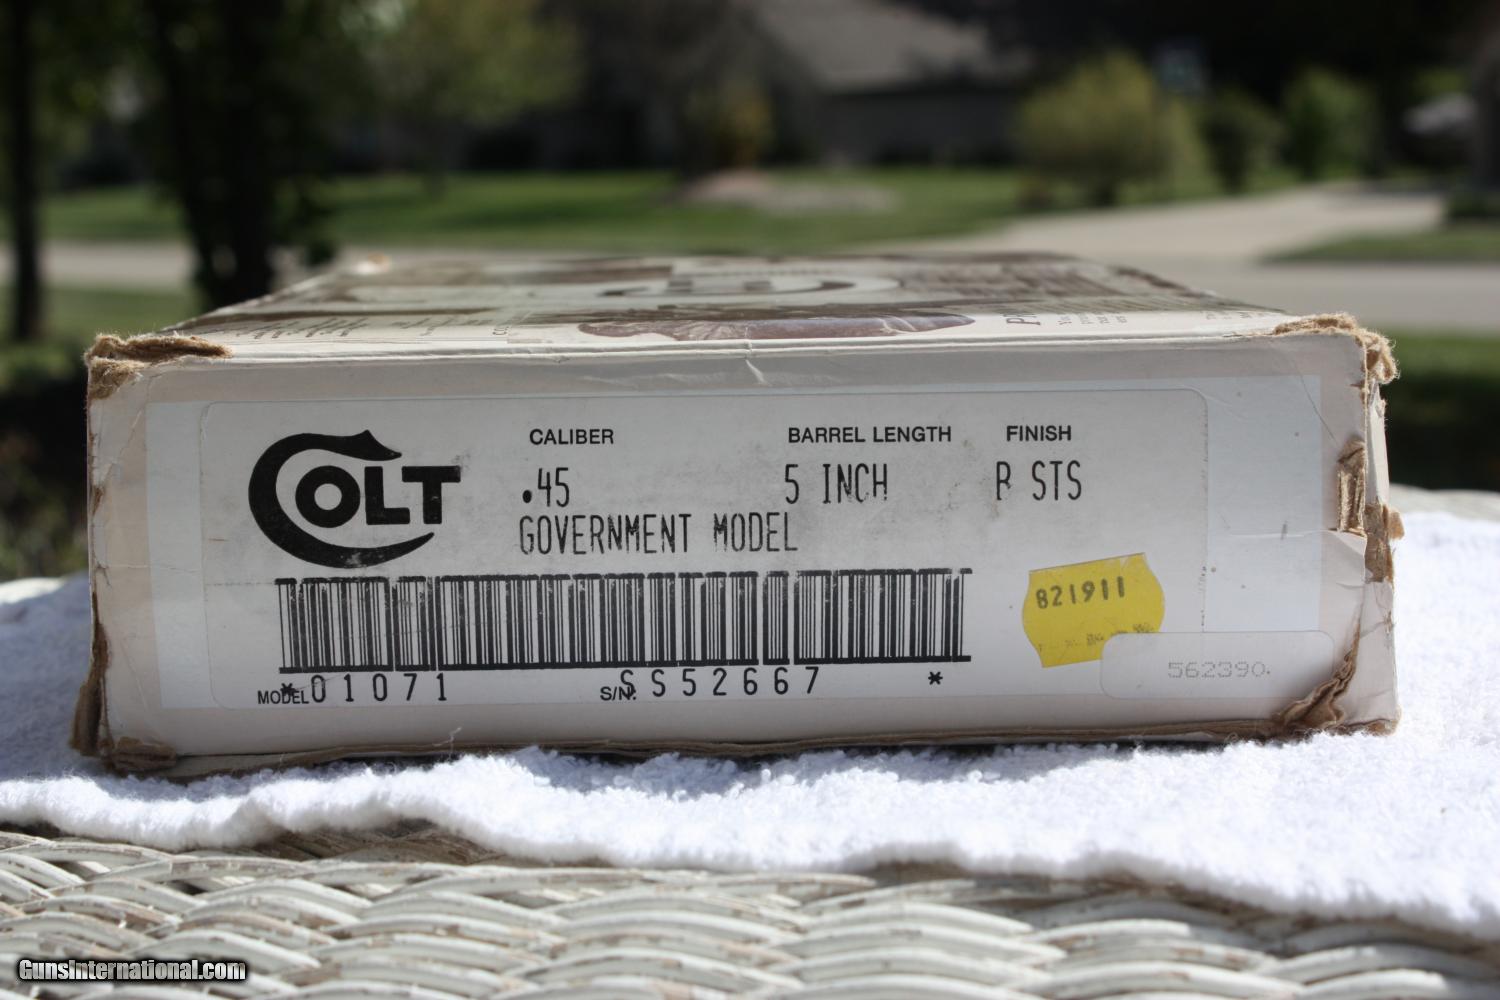 COLT
CALIBER BARREL LENGTH FINISH
.45 5 INCH B STS
GOVERNMENT MODEL
821911
MODEL *01071 S/N. SS52667 *
562390.
GunsInternational.com